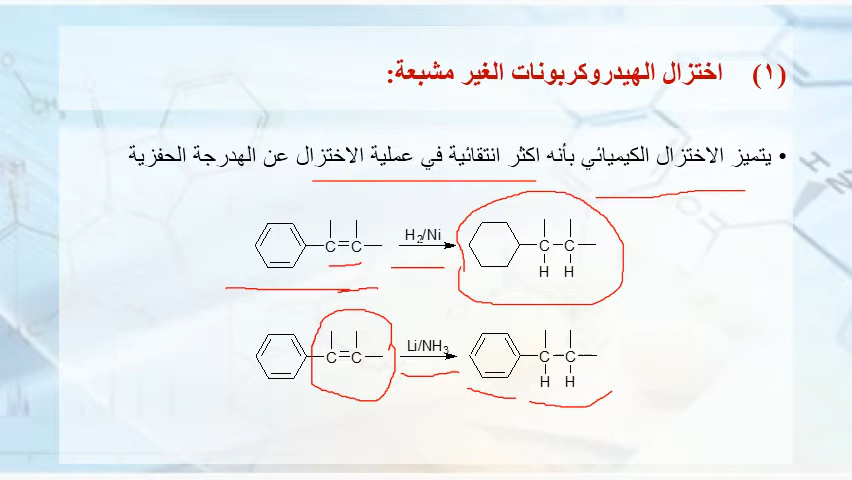 (١) اختزال الهيدروكربونات الغير مشبعة:
• يتميز الاختزال الكيميائي بأنه اكثر انتقائية في عملية الاختزال عن الهدرجة الحفزية
C=C H₂/Ni C-C
H H
C=C Li/NH₃ C-C
H H